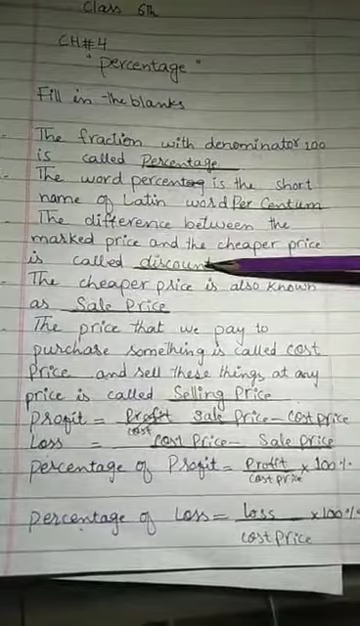 Class 6th
CH#4
"Percentage"
Fill in the blanks
The fraction with denominator 100
is called Percentage
The word percentag is the short
name of Latin word Per Centum
The difference between the
marked price and the cheaper price
is called discount
The cheaper price is also known
as Sale Price
The price that we pay to
purchase something is called cost
Price and sell these things at any
price is called Selling Price
Profit = Profit Sale Price - Cost price
cost
Loss = Cost Price - Sale price
percentage of Profit = Profit × 100%
cost price
percentage of Loss = Loss × 100%
cost price